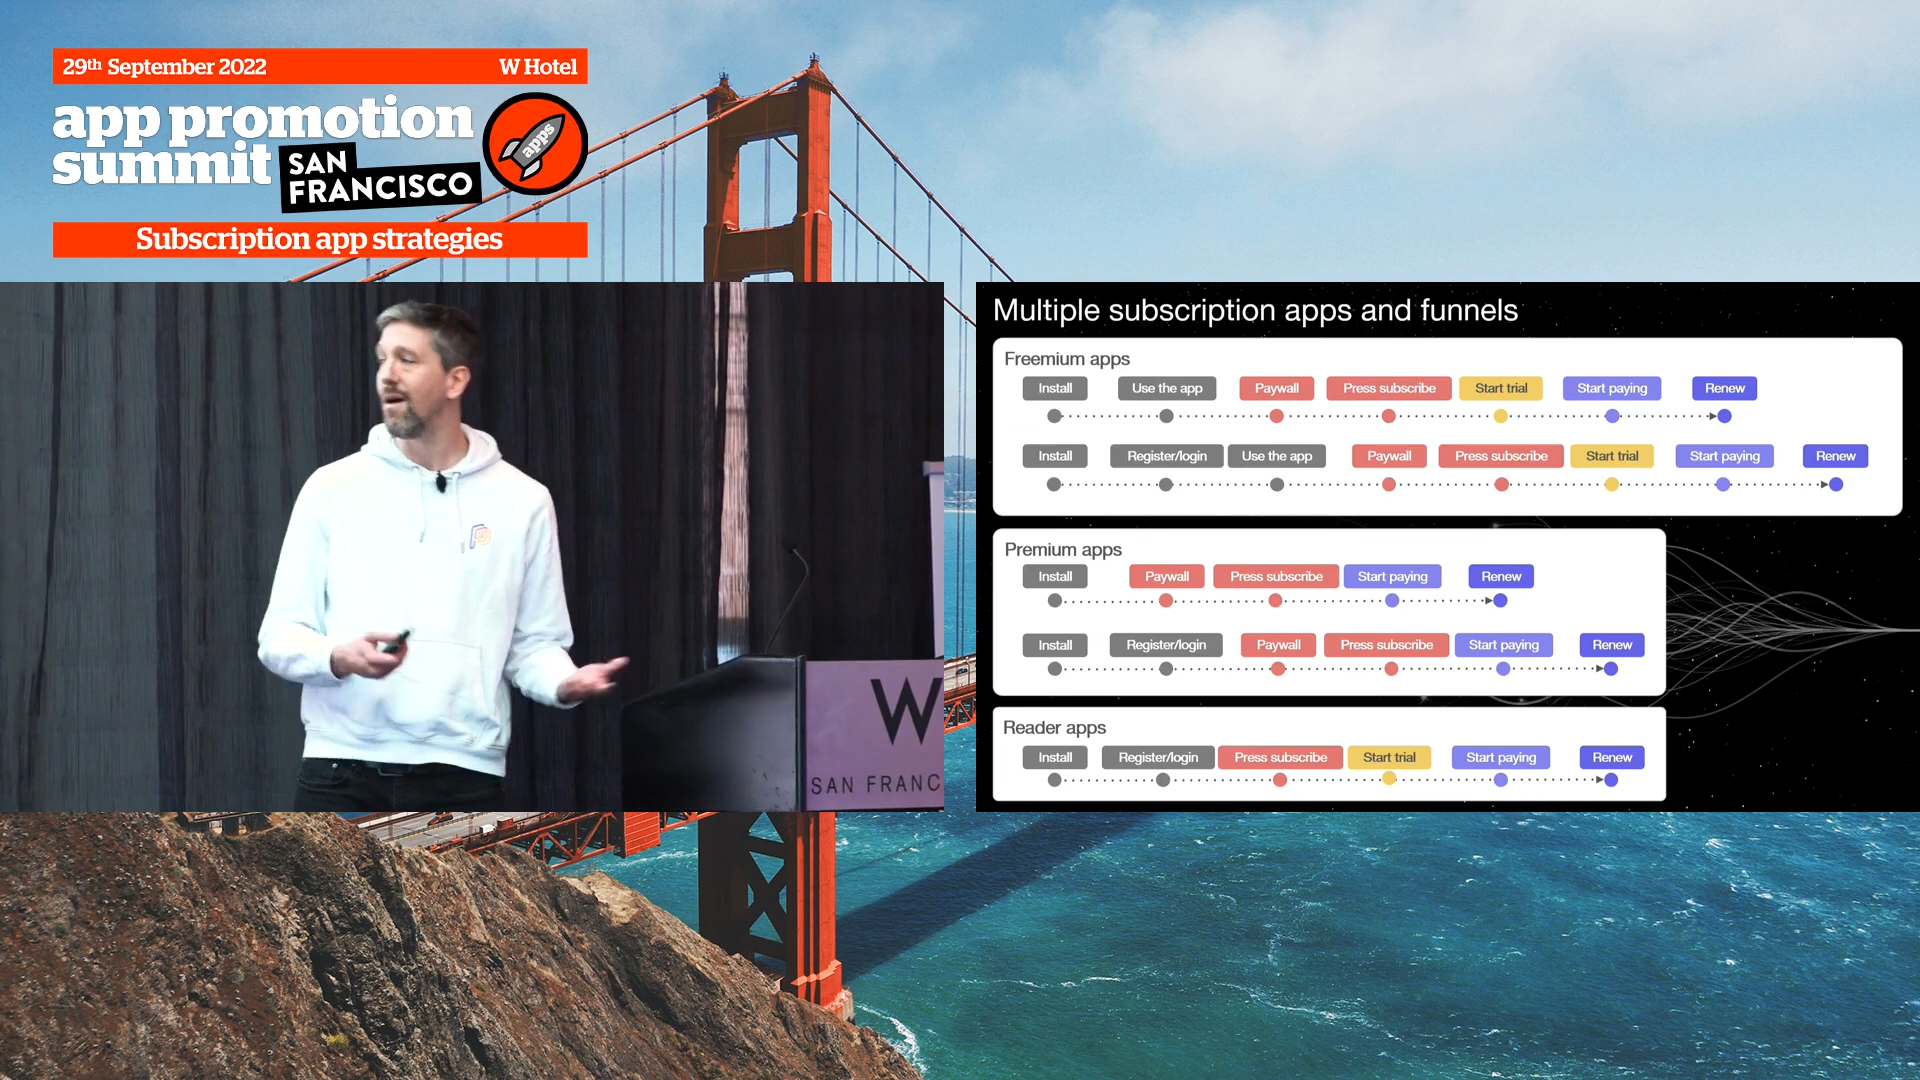 29th September 2022
W Hotel
app promotion
summit
SAN
FRANCISCO
apps
Subscription app strategies
W
SAN FRANC
Multiple subscription apps and funnels
Freemium apps
Install Use the app Paywall Press subscribe Start trial Start paying Renew
Install Register/login Use the app Paywall Press subscribe Start trial Start paying Renew
Premium apps
Install Paywall Press subscribe Start paying Renew
Install Register/login Paywall Press subscribe Start paying Renew
Reader apps
Install Register/login Press subscribe Start trial Start paying Renew